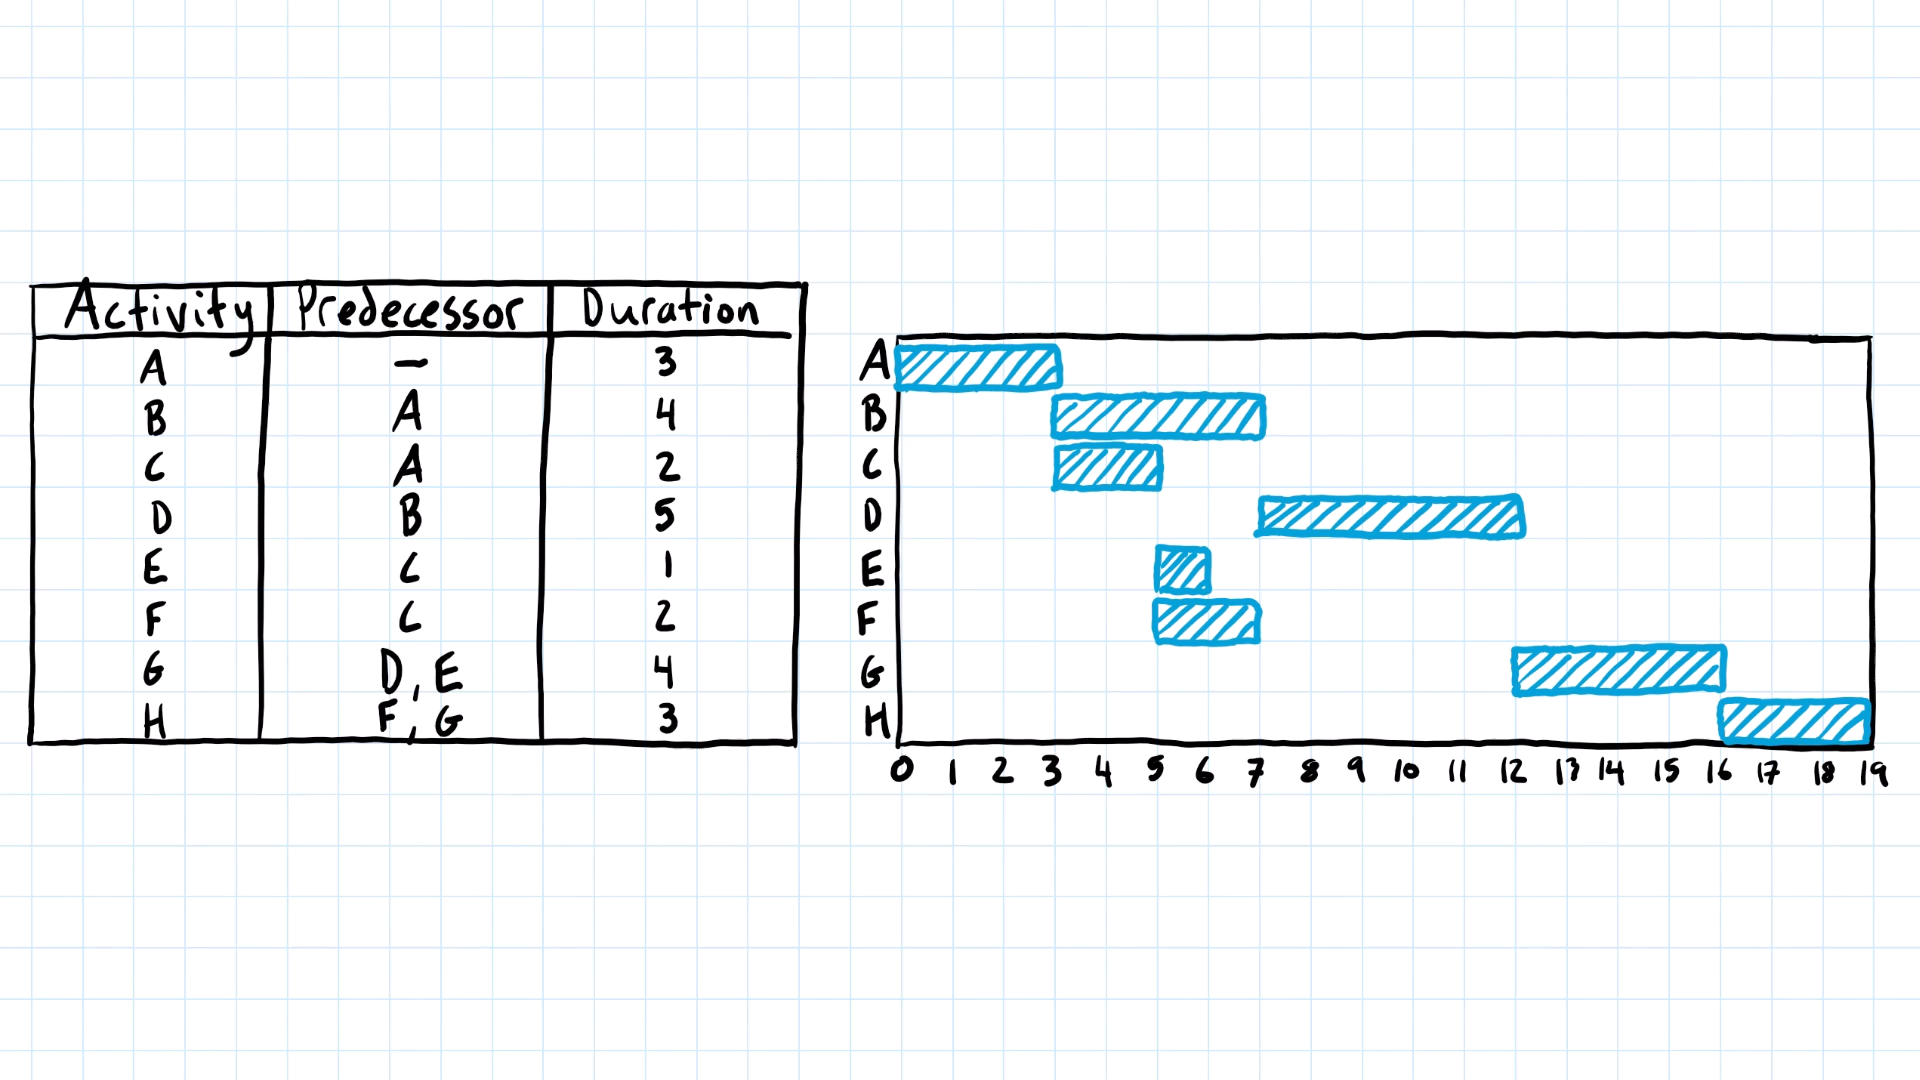 Activity Predecessor Duration
A – 3
B A 4
C A 2
D B 5
E C 1
F C 2
G D, E 4
H F, G 3
A
B
C
D
E
F
G
H
0 1 2 3 4 5 6 7 8 9 10 11 12 13 14 15 16 17 18 19